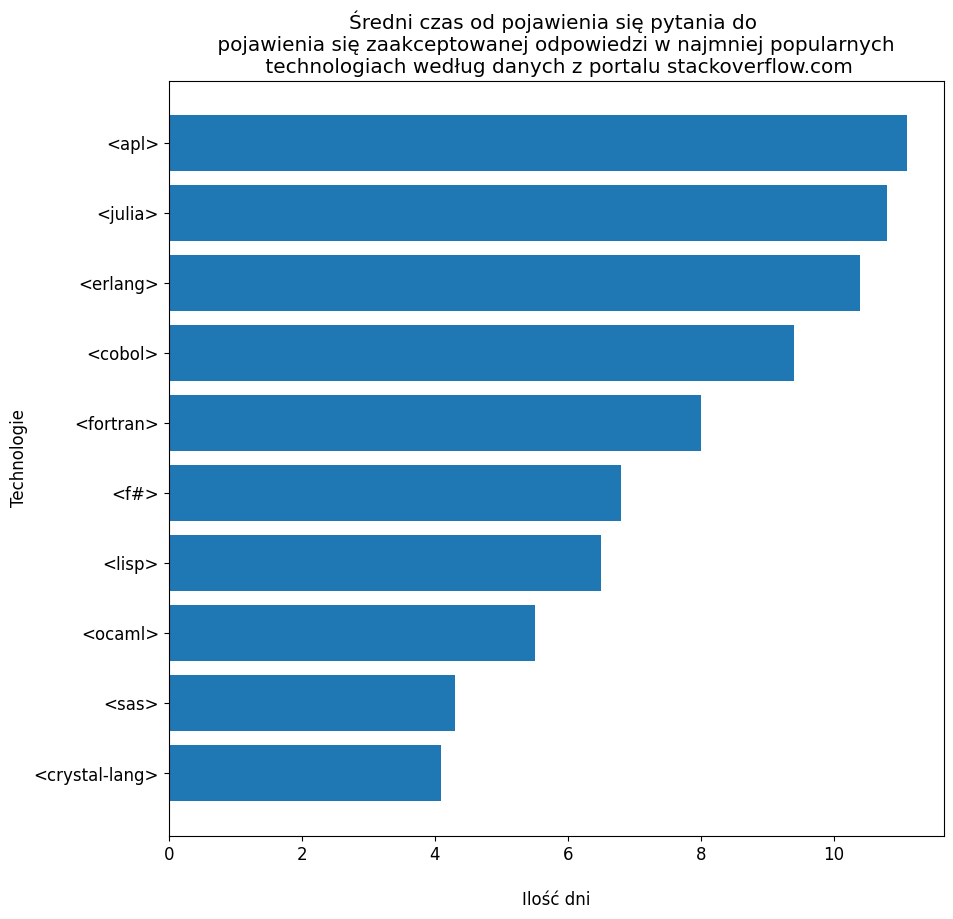 Średni czas od pojawienia się pytania do
pojawienia się zaakceptowanej odpowiedzi w najmniej popularnych
technologiach według danych z portalu stackoverflow.com
<apl>
<julia>
<erlang>
<cobol>
<fortran>
<f#>
<lisp>
<ocaml>
<sas>
<crystal-lang>
Technologie
0 2 4 6 8 10
Ilość dni